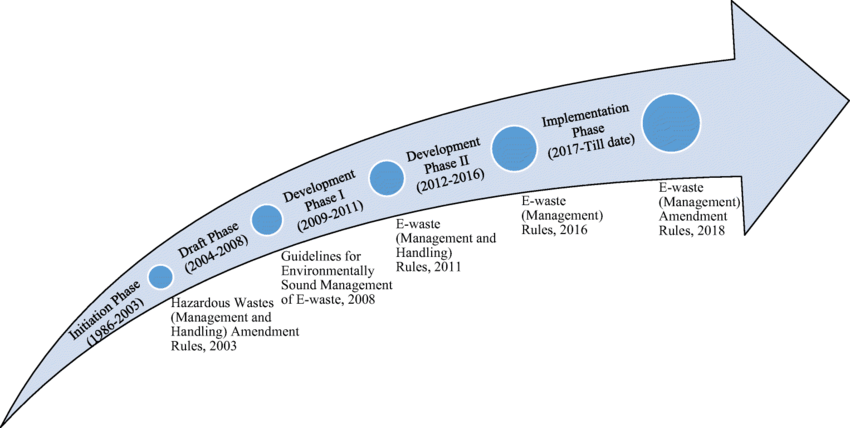 Initiation Phase
(1986-2003)
Hazardous Wastes
(Management and
Handling) Amendment
Rules, 2003
Draft Phase
(2004-2008)
Guidelines for
Environmentally
Sound Management
of E-waste, 2008
Development
Phase I
(2009-2011)
E-waste
(Management and
Handling)
Rules, 2011
Development
Phase II
(2012-2016)
E-waste
(Management)
Rules, 2016
Implementation
Phase
(2017-Till date)
E-waste
(Management)
Amendment
Rules, 2018